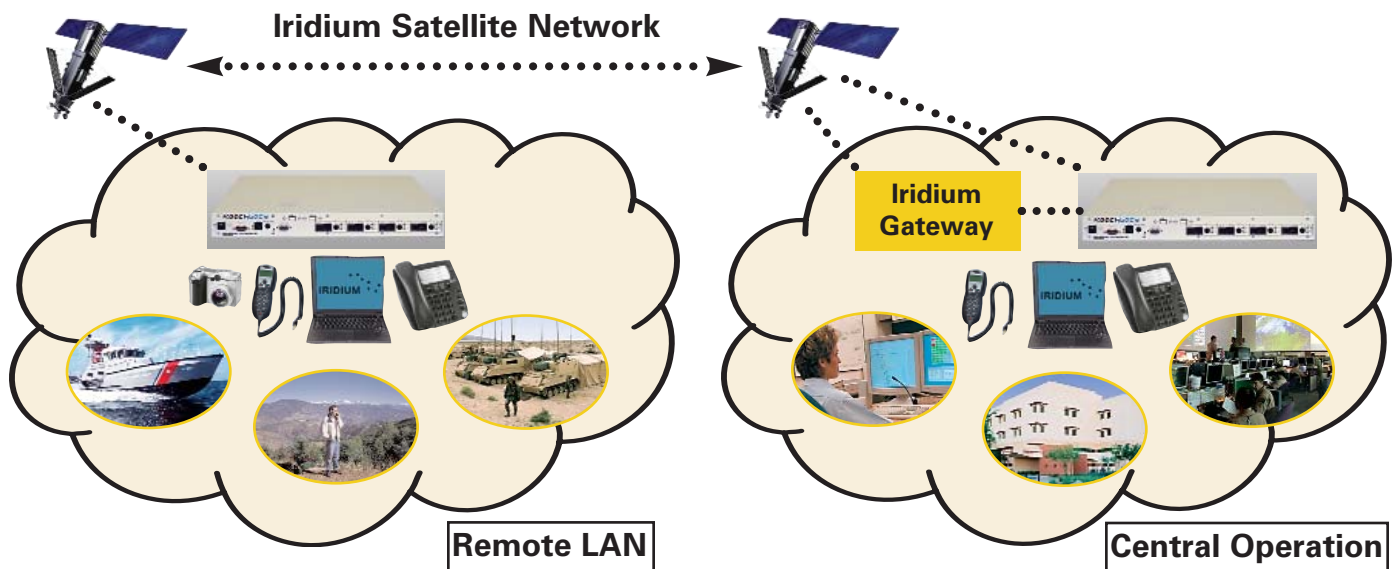 Iridium Satellite Network
Iridium
Gateway
IRIDIUM
IRIDIUM
Remote LAN
Central Operation